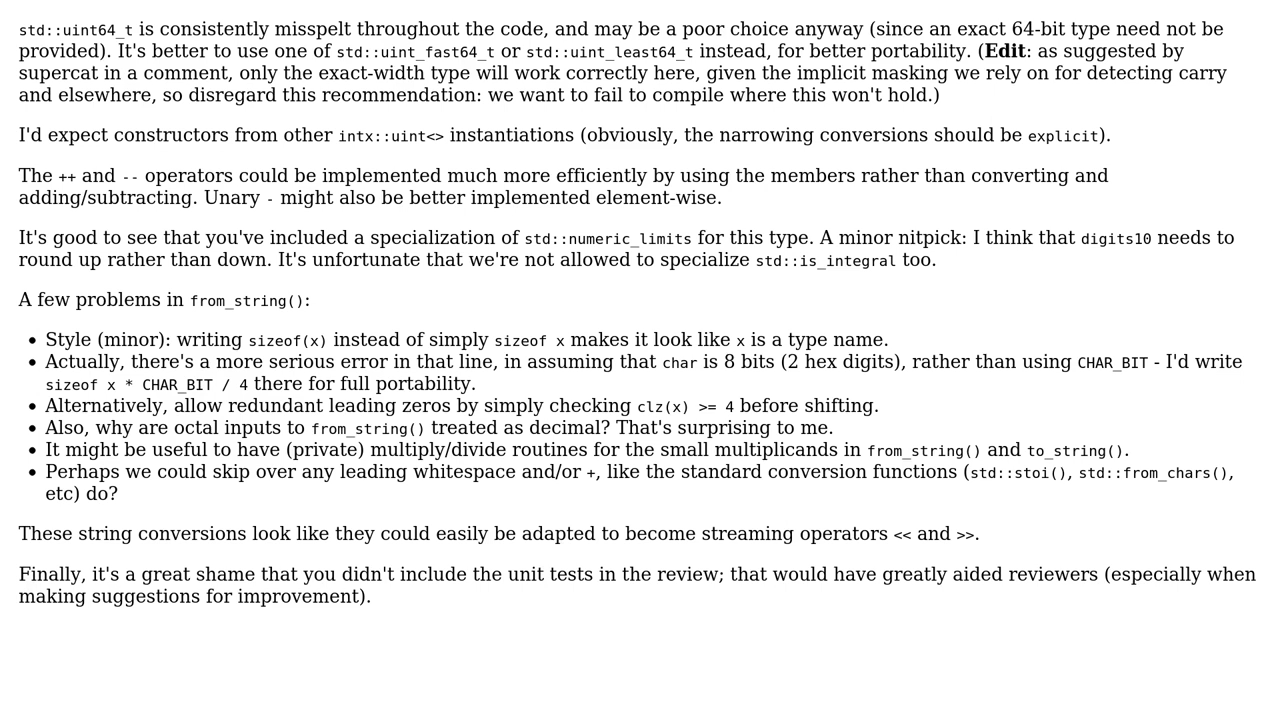 std::uint64_t is consistently misspelt throughout the code, and may be a poor choice anyway (since an exact 64-bit type need not be
provided). It's better to use one of std::uint_fast64_t or std::uint_least64_t instead, for better portability. (Edit: as suggested by
supercat in a comment, only the exact-width type will work correctly here, given the implicit masking we rely on for detecting carry
and elsewhere, so disregard this recommendation: we want to fail to compile where this won't hold.)
I'd expect constructors from other intx::uint<> instantiations (obviously, the narrowing conversions should be explicit).
The ++ and -- operators could be implemented much more efficiently by using the members rather than converting and
adding/subtracting. Unary - might also be better implemented element-wise.
It's good to see that you've included a specialization of std::numeric_limits for this type. A minor nitpick: I think that digits10 needs to
round up rather than down. It's unfortunate that we're not allowed to specialize std::is_integral too.
A few problems in from_string():
• Style (minor): writing sizeof(x) instead of simply sizeof x makes it look like x is a type name.
• Actually, there's a more serious error in that line, in assuming that char is 8 bits (2 hex digits), rather than using CHAR_BIT - I'd write
sizeof x * CHAR_BIT / 4 there for full portability.
• Alternatively, allow redundant leading zeros by simply checking clz(x) >= 4 before shifting.
• Also, why are octal inputs to from_string() treated as decimal? That's surprising to me.
• It might be useful to have (private) multiply/divide routines for the small multiplicands in from_string() and to_string().
• Perhaps we could skip over any leading whitespace and/or +, like the standard conversion functions (std::stoi(), std::from_chars(),
etc) do?
These string conversions look like they could easily be adapted to become streaming operators << and >>.
Finally, it's a great shame that you didn't include the unit tests in the review; that would have greatly aided reviewers (especially when
making suggestions for improvement).